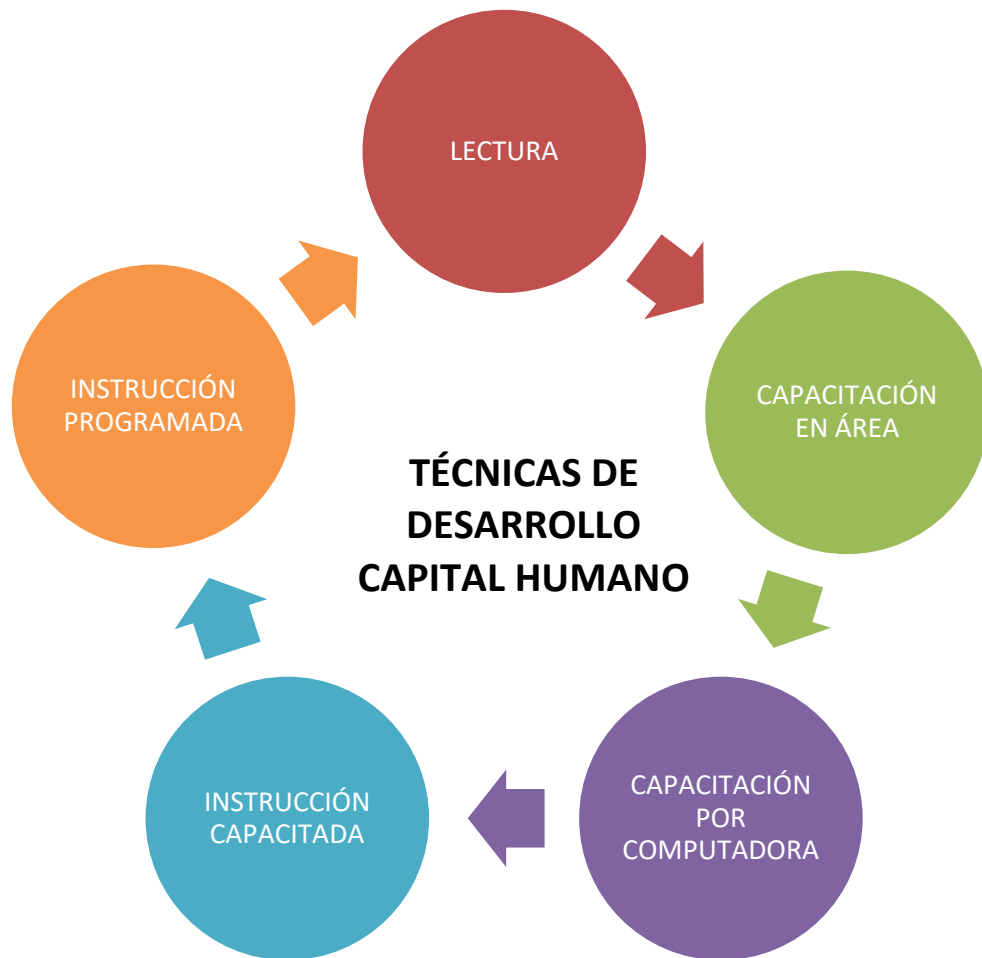 LECTURA
CAPACITACIÓN
EN ÁREA
CAPACITACIÓN
POR
COMPUTADORA
INSTRUCCIÓN
CAPACITADA
INSTRUCCIÓN
PROGRAMADA
TÉCNICAS DE
DESARROLLO
CAPITAL HUMANO